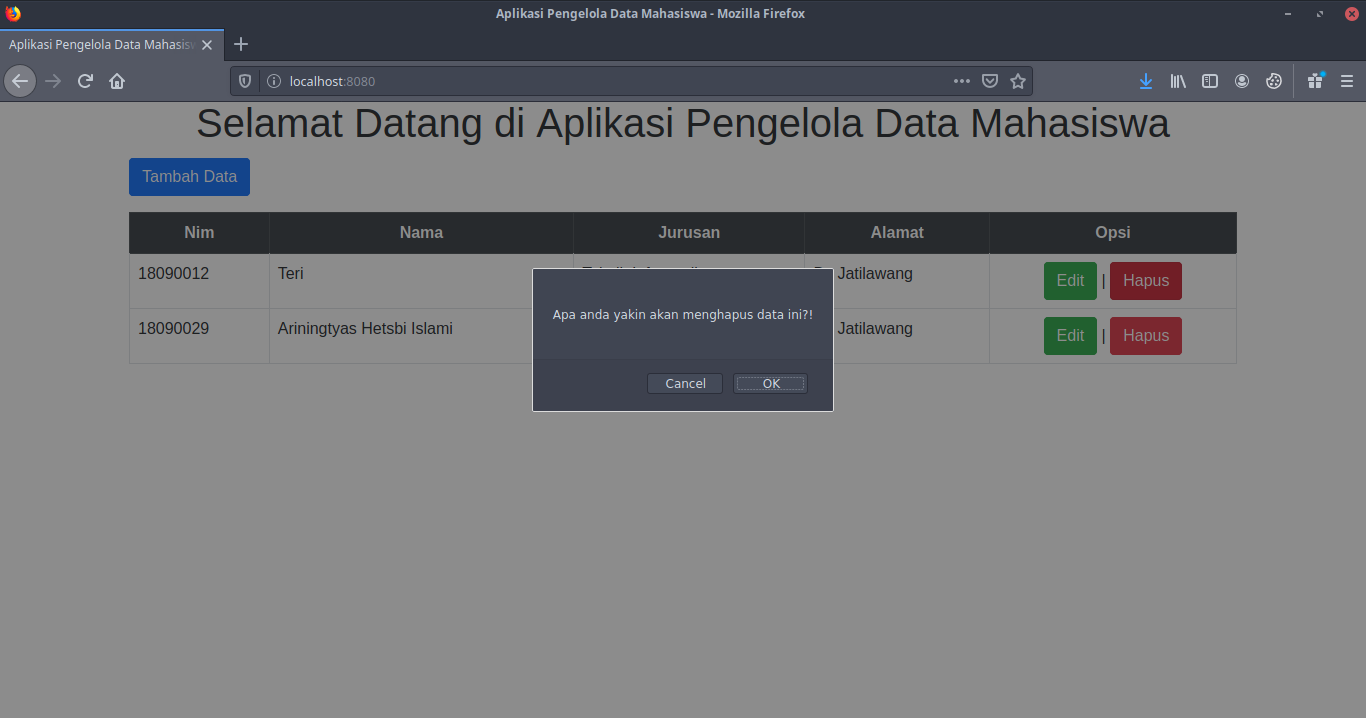 Aplikasi Pengelola Data Mahasiswa - Mozilla Firefox
Aplikasi Pengelola Data
localhost:8080
Selamat Datang di Aplikasi Pengelola Data Mahasiswa
Tambah Data
Nim Nama Jurusan Alamat Opsi
18090012 Teri Jatilawang Edit | Hapus
18090029 Ariningtyas Hetsbi Islami Jatilawang Edit | Hapus
Apa anda yakin akan menghapus data ini?!
Cancel OK